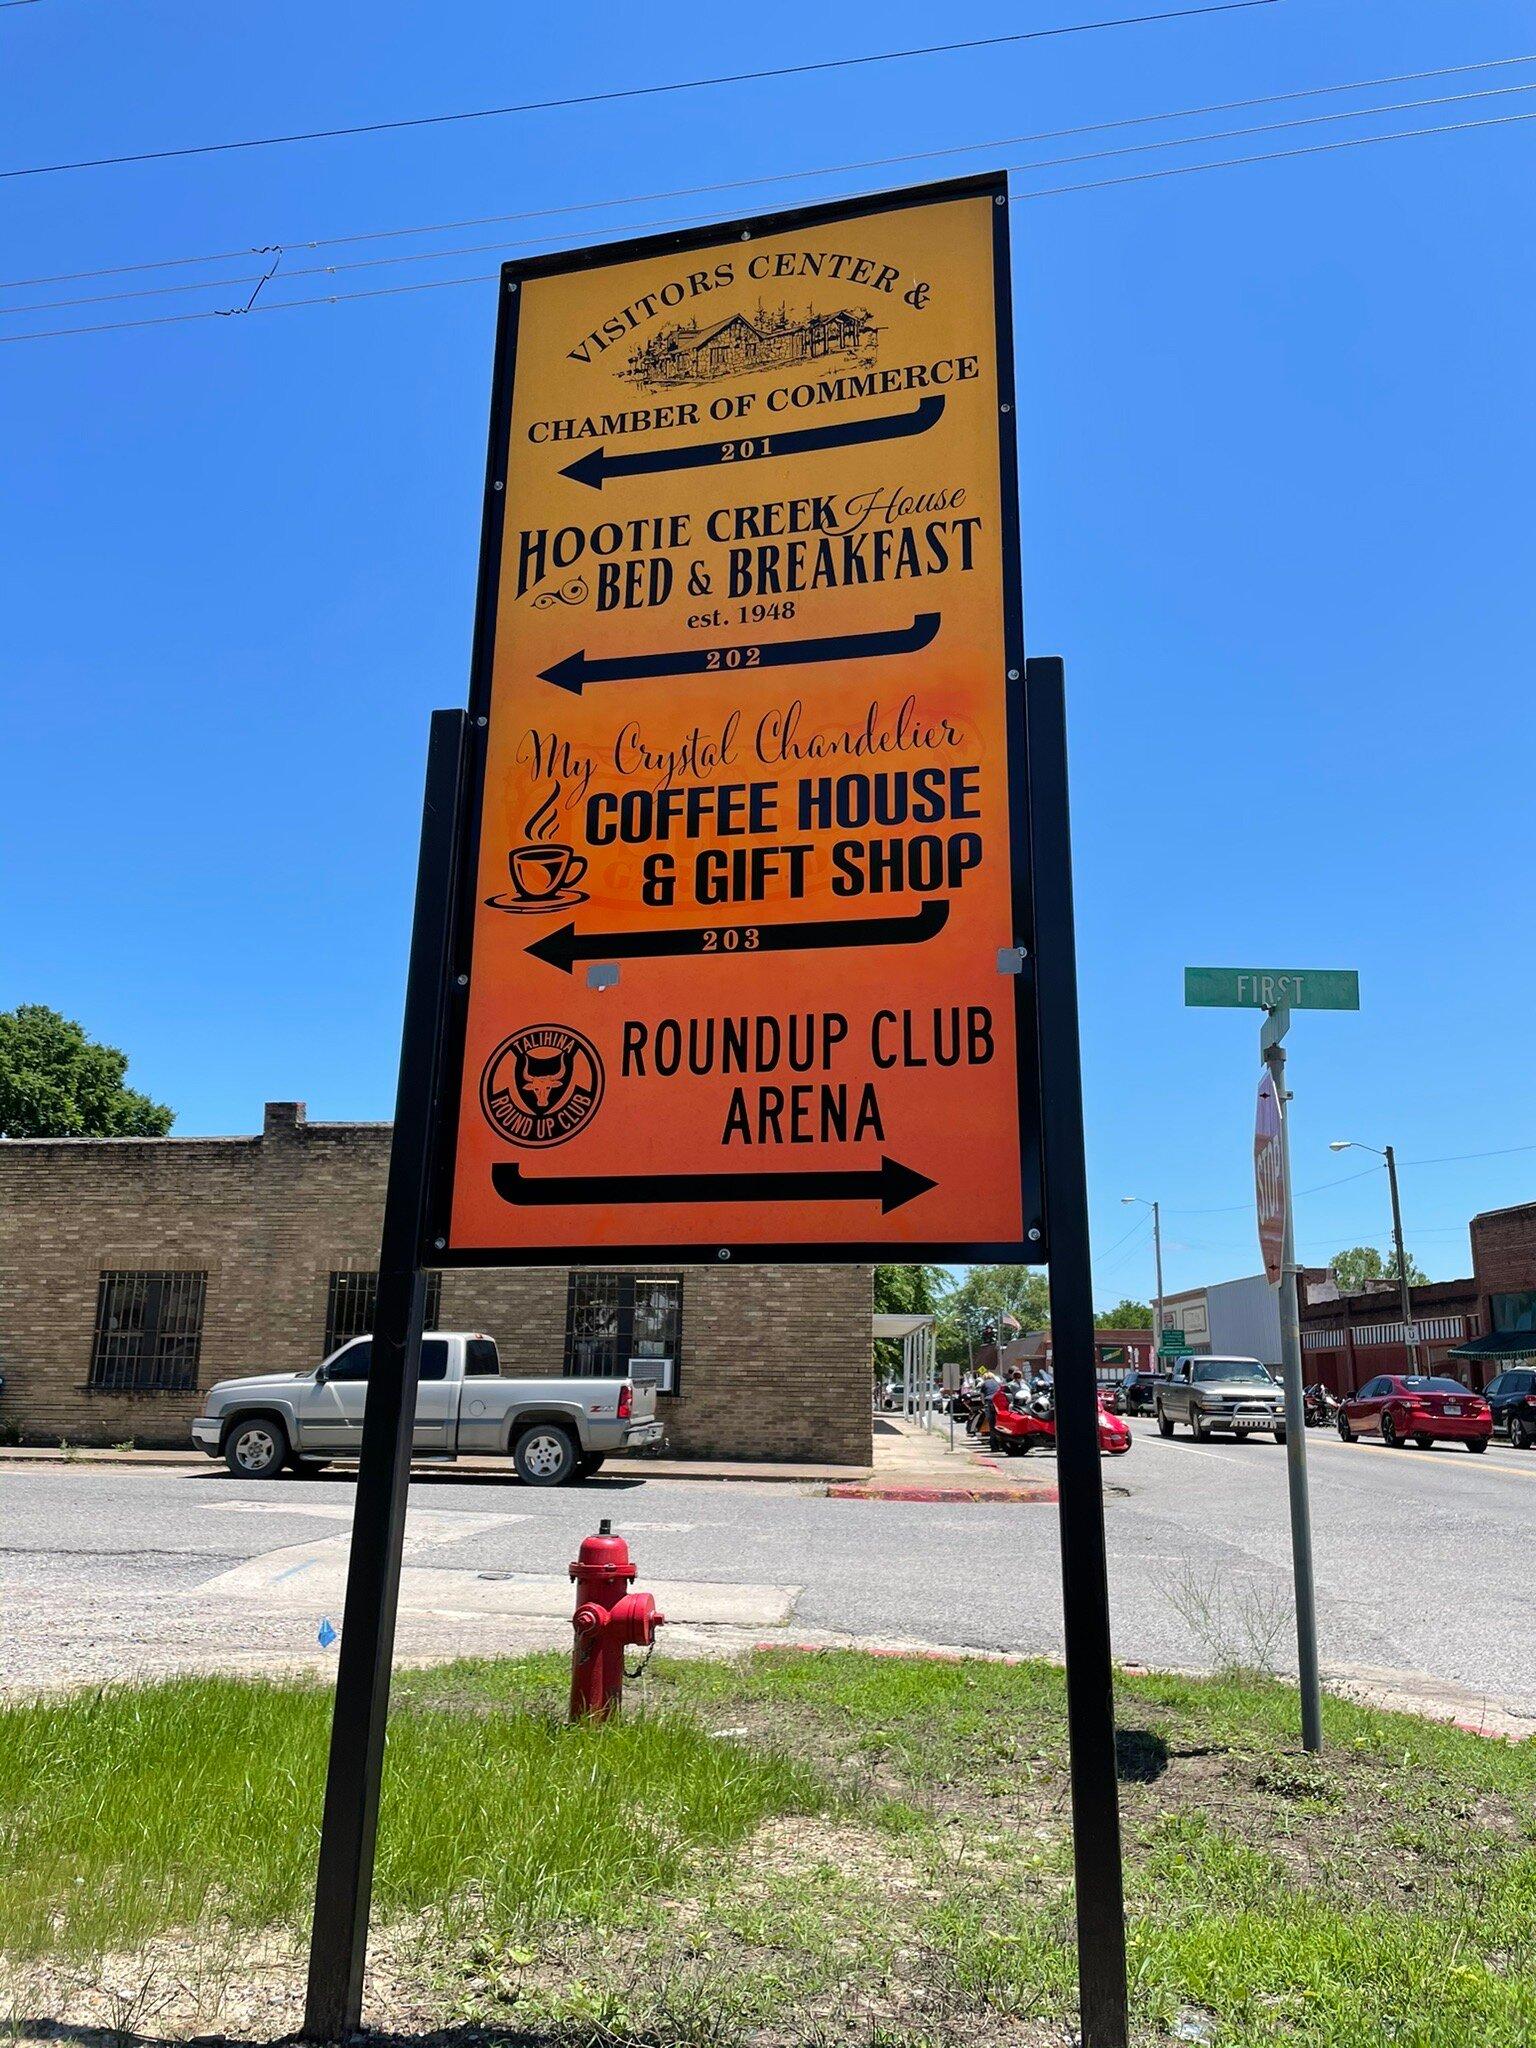 VISITORS CENTER &
CHAMBER OF COMMERCE
201
HOOTIE CREEK House
BED & BREAKFAST
est. 1948
202
My Crystal Chandelier
COFFEE HOUSE
& GIFT SHOP
203
TALIHINA
ROUND UP CLUB
ROUNDUP CLUB
ARENA
FIRST
STOP
Z71